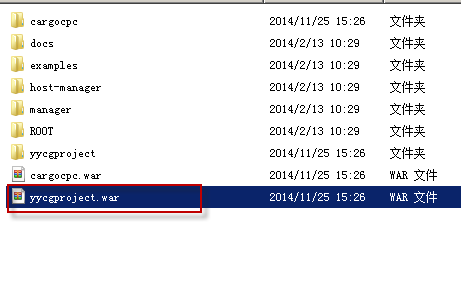 cargocpc 2014/11/25 15:26 文件夹
docs 2014/2/13 10:29 文件夹
examples 2014/2/13 10:29 文件夹
host-manager 2014/2/13 10:29 文件夹
manager 2014/2/13 10:29 文件夹
ROOT 2014/2/13 10:29 文件夹
yycgproject 2014/11/25 15:26 文件夹
cargocpc.war 2014/11/25 15:26 WAR 文件
yycgproject.war 2014/11/25 15:26 WAR 文件